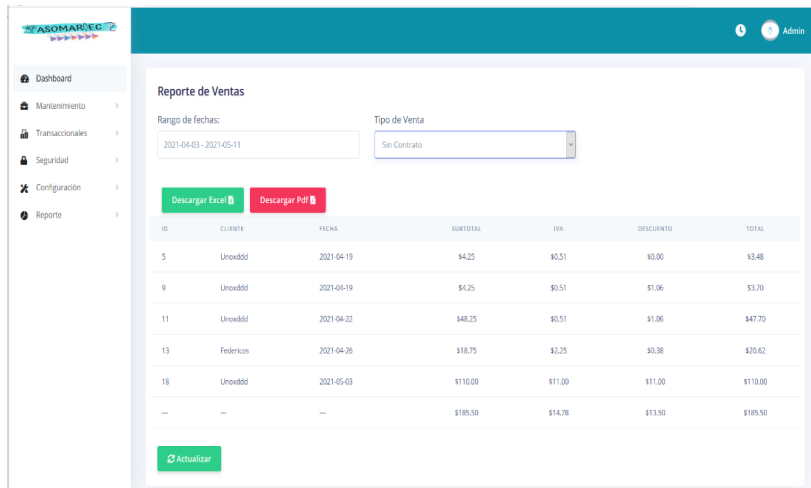 ASOMAREC
Admin
Dashboard
Mantenimiento
Transaccionales
Seguridad
Configuración
Reporte
Reporte de Ventas
Rango de fechas: Tipo de Venta
2021-04-03 - 2021-05-11 Sin Contrato
Descargar Excel Descargar Pdf
ID CLIENTE FECHA SUBTOTAL IVA DESCUENTO TOTAL
5 Unoxddd 2021-04-19 $4.25 $0.51 $0.00 $3.48
9 Unoxddd 2021-04-19 $4.25 $0.51 $1.06 $3.70
11 Unoxddd 2021-04-22 $48.25 $0.51 $1.06 $47.70
13 Federicos 2021-04-26 $18.75 $2.25 $0.38 $20.62
18 Unoxddd 2021-05-03 $110.00 $11.00 $11.00 $110.00
--- --- --- $185.50 $14.78 $13.50 $185.50
Actualizar